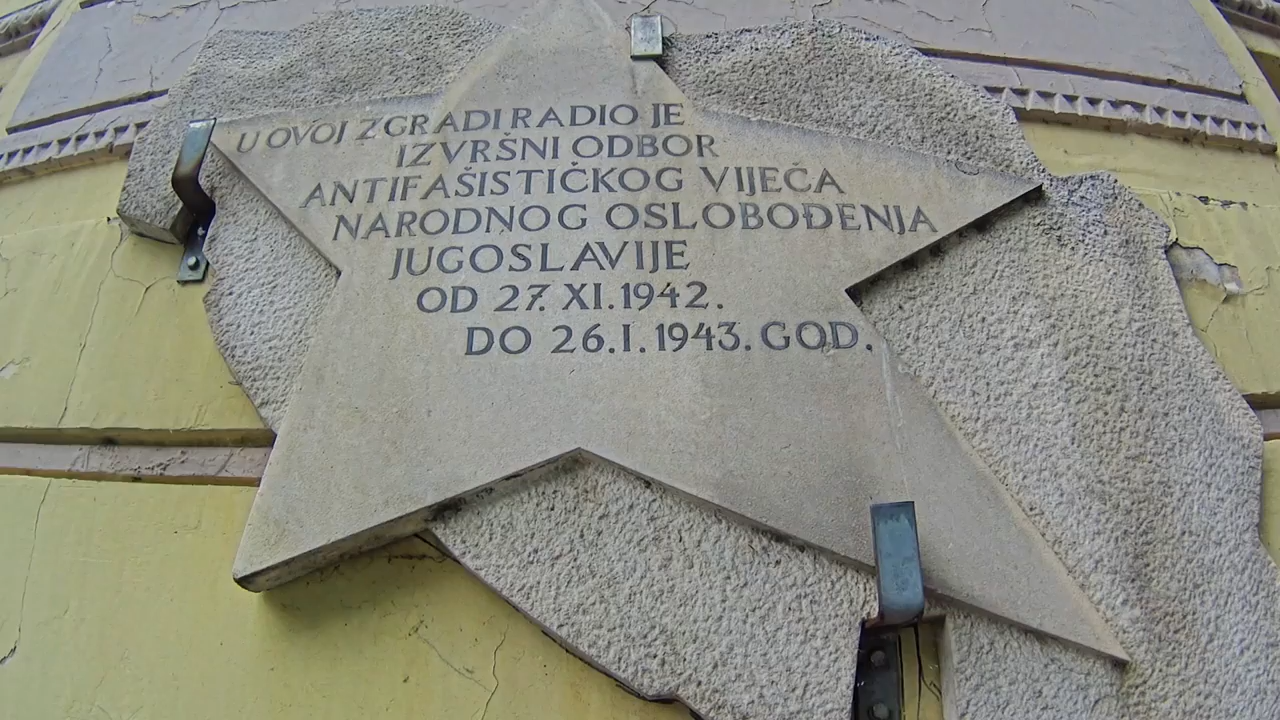 U OVOJ ZGRADI RADIO JE
IZVRŠNI ODBOR
ANTIFAŠISTIČKOG VIJEĆA
NARODNOG OSLOBOĐENJA
JUGOSLAVIJE
OD 27. XI. 1942.
DO 26. I. 1943. GOD.